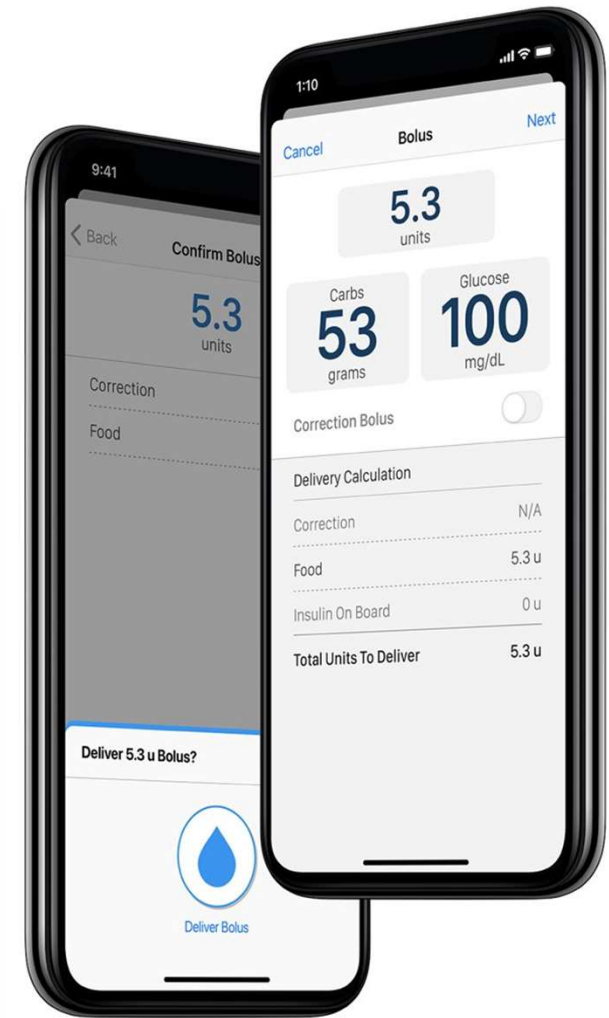 9:41
Back
Confirm Bolus
5.3
units
Correction
Food
Deliver 5.3 u Bolus?
Deliver Bolus
1:10
Cancel Bolus Next
5.3
units
Carbs
53
grams
Glucose
100
mg/dL
Correction Bolus
Delivery Calculation
Correction N/A
Food 5.3 u
Insulin On Board 0 u
Total Units To Deliver 5.3 u